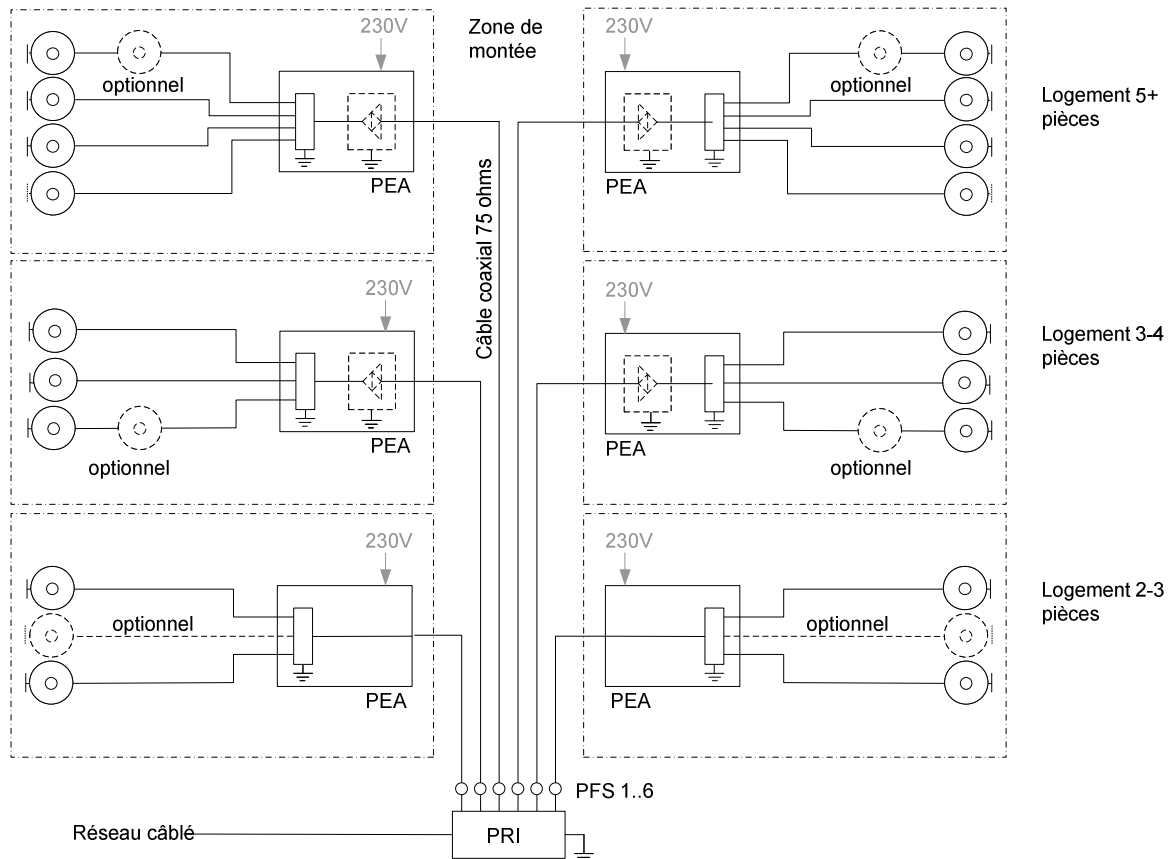 230V
Zone de
montée
230V
optionnel
optionnel
Logement 5+
pièces
PEA
PEA
Câble coaxial 75 ohms
230V
230V
Logement 3-4
pièces
PEA
PEA
optionnel
optionnel
230V
230V
Logement 2-3
pièces
optionnel
optionnel
PEA
PEA
PFS 1..6
Réseau câblé
PRI